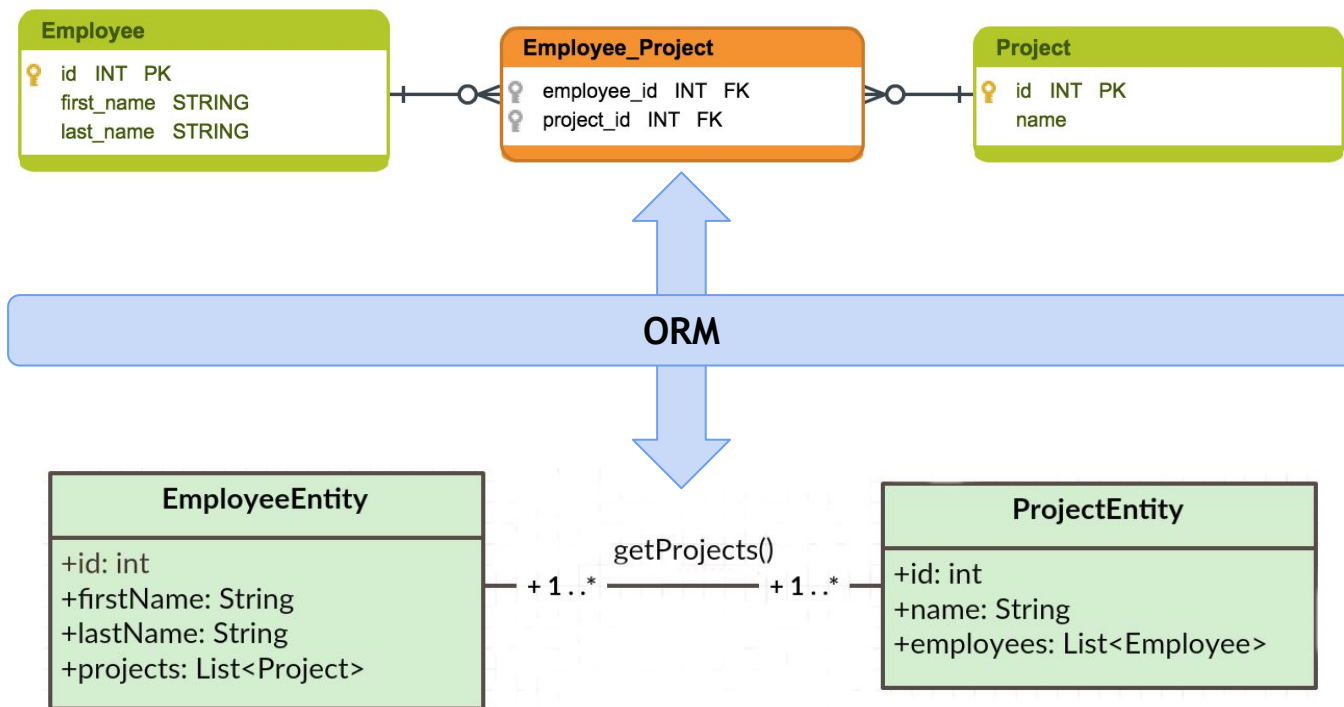 Employee
id INT PK
first_name STRING
last_name STRING
Employee_Project
employee_id INT FK
project_id INT FK
Project
id INT PK
name
ORM
EmployeeEntity
+id: int
+firstName: String
+lastName: String
+projects: List<Project>
getProjects()
+ 1 . .* + 1 . .*
ProjectEntity
+id: int
+name: String
+employees: List<Employee>